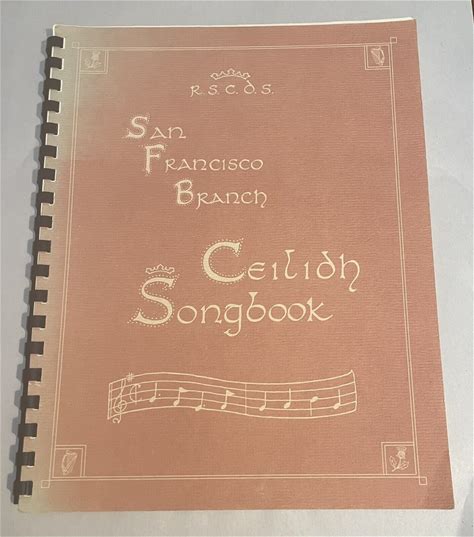 R. S. C. D. S.
San
Francisco
Branch
Ceilidh
Songbook